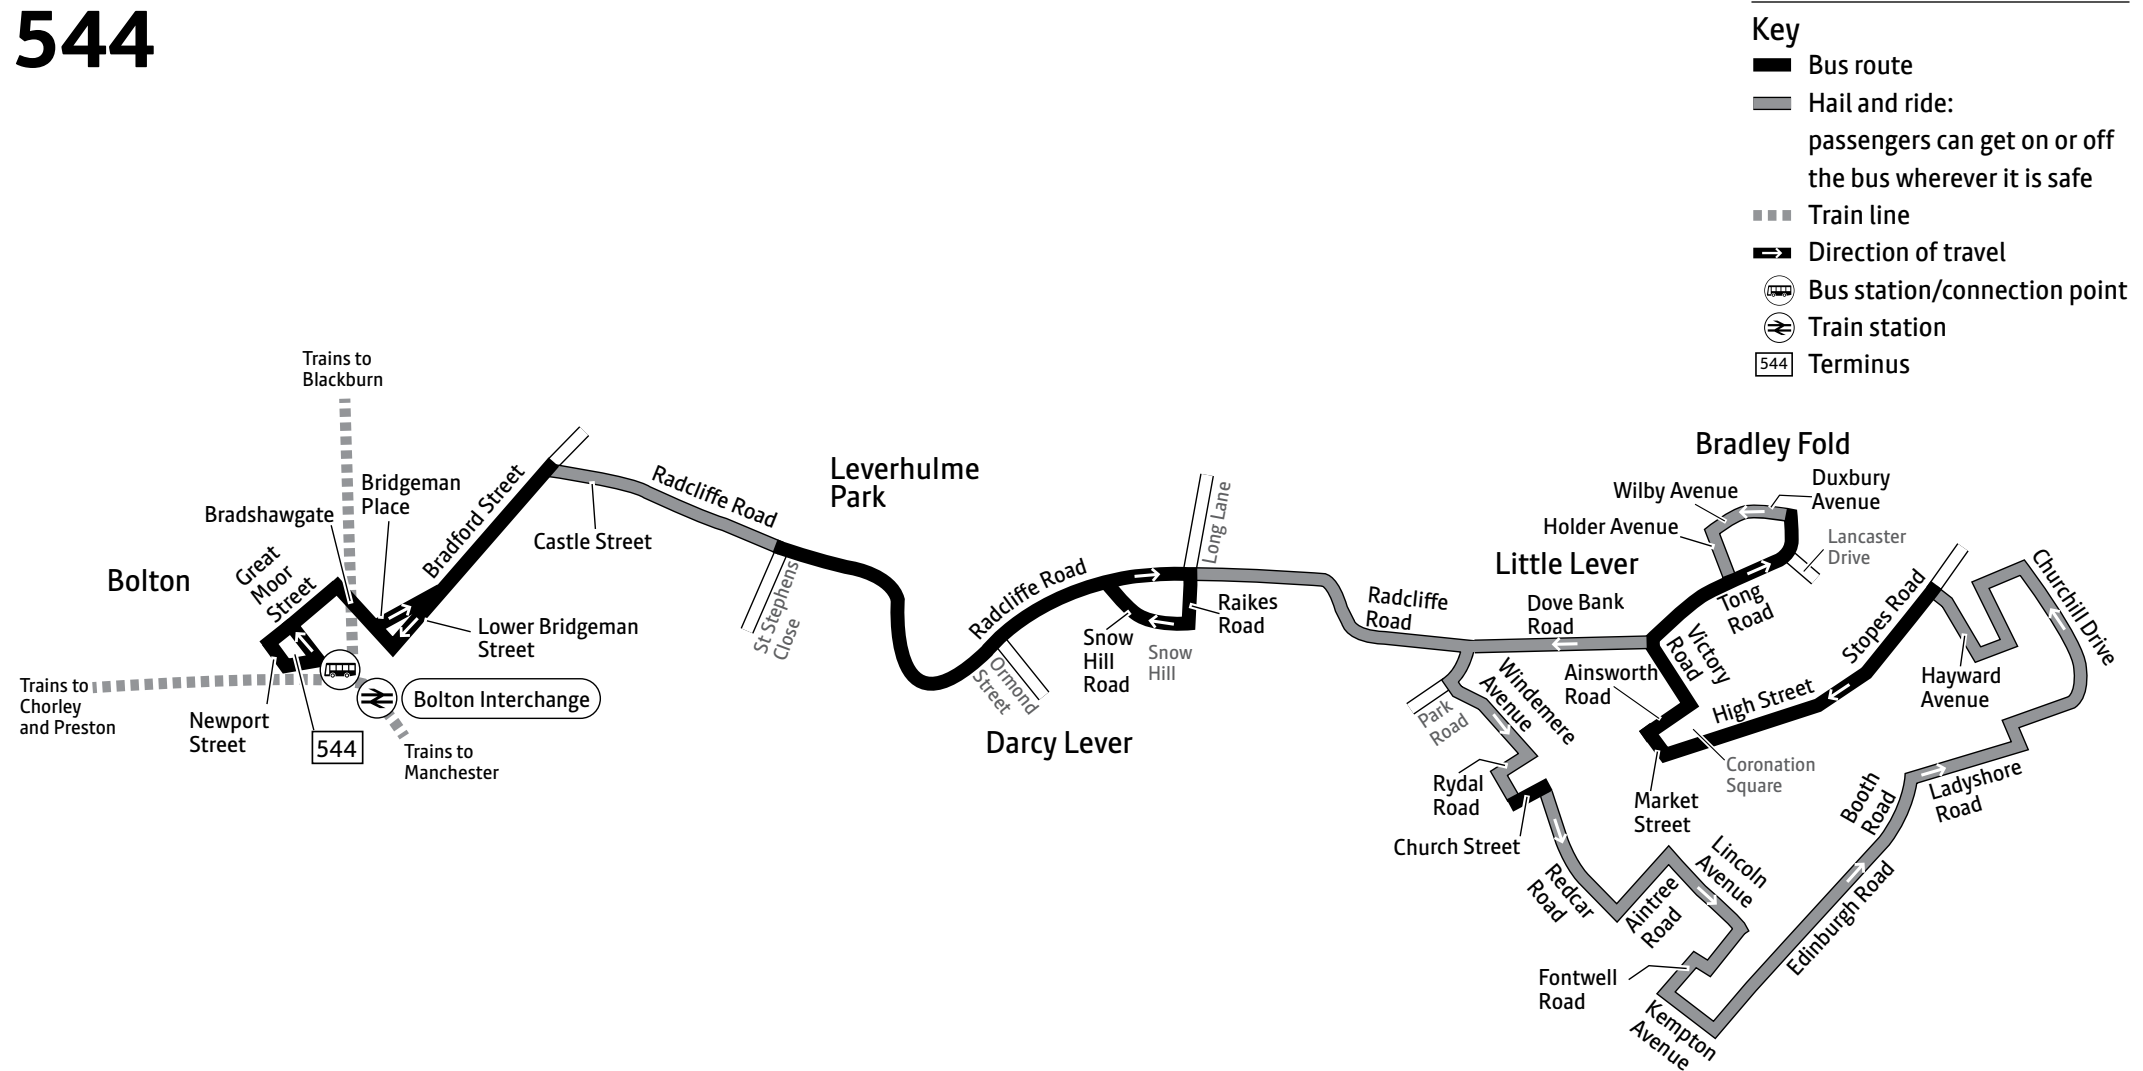 544
Key
Bus route
Hail and ride:
passengers can get on or off
the bus wherever it is safe
Train line
Direction of travel
Bus station/connection point
Train station
544 Terminus
Trains to
Blackburn
Bridgeman
Place
Bradshawgate
Great
Moor
Street
Bolton
Bradford Street
Castle Street
Lower Bridgeman
Street
Trains to
Chorley
and Preston
Newport
Street
544
Bolton Interchange
Trains to
Manchester
Radcliffe Road
St Stephens
Close
Leverhulme
Park
Radcliffe Road
Ormond
Street
Darcy Lever
Snow
Hill
Road
Snow
Hill
Long Lane
Raikes
Road
Radcliffe
Road
Bradley Fold
Wilby Avenue
Duxbury
Avenue
Holder Avenue
Lancaster
Drive
Little Lever
Dove Bank
Road
Tong
Road
Victory
Road
Ainsworth
Road
Windemere
Avenue
Park
Road
Rydal
Road
Church Street
Market
Street
Coronation
Square
High Street
Stopes Road
Hayward
Avenue
Churchill Drive
Ladyshore
Road
Booth
Road
Edinburgh Road
Lincoln
Avenue
Redcar
Road
Aintree
Road
Fontwell
Road
Kempton
Avenue